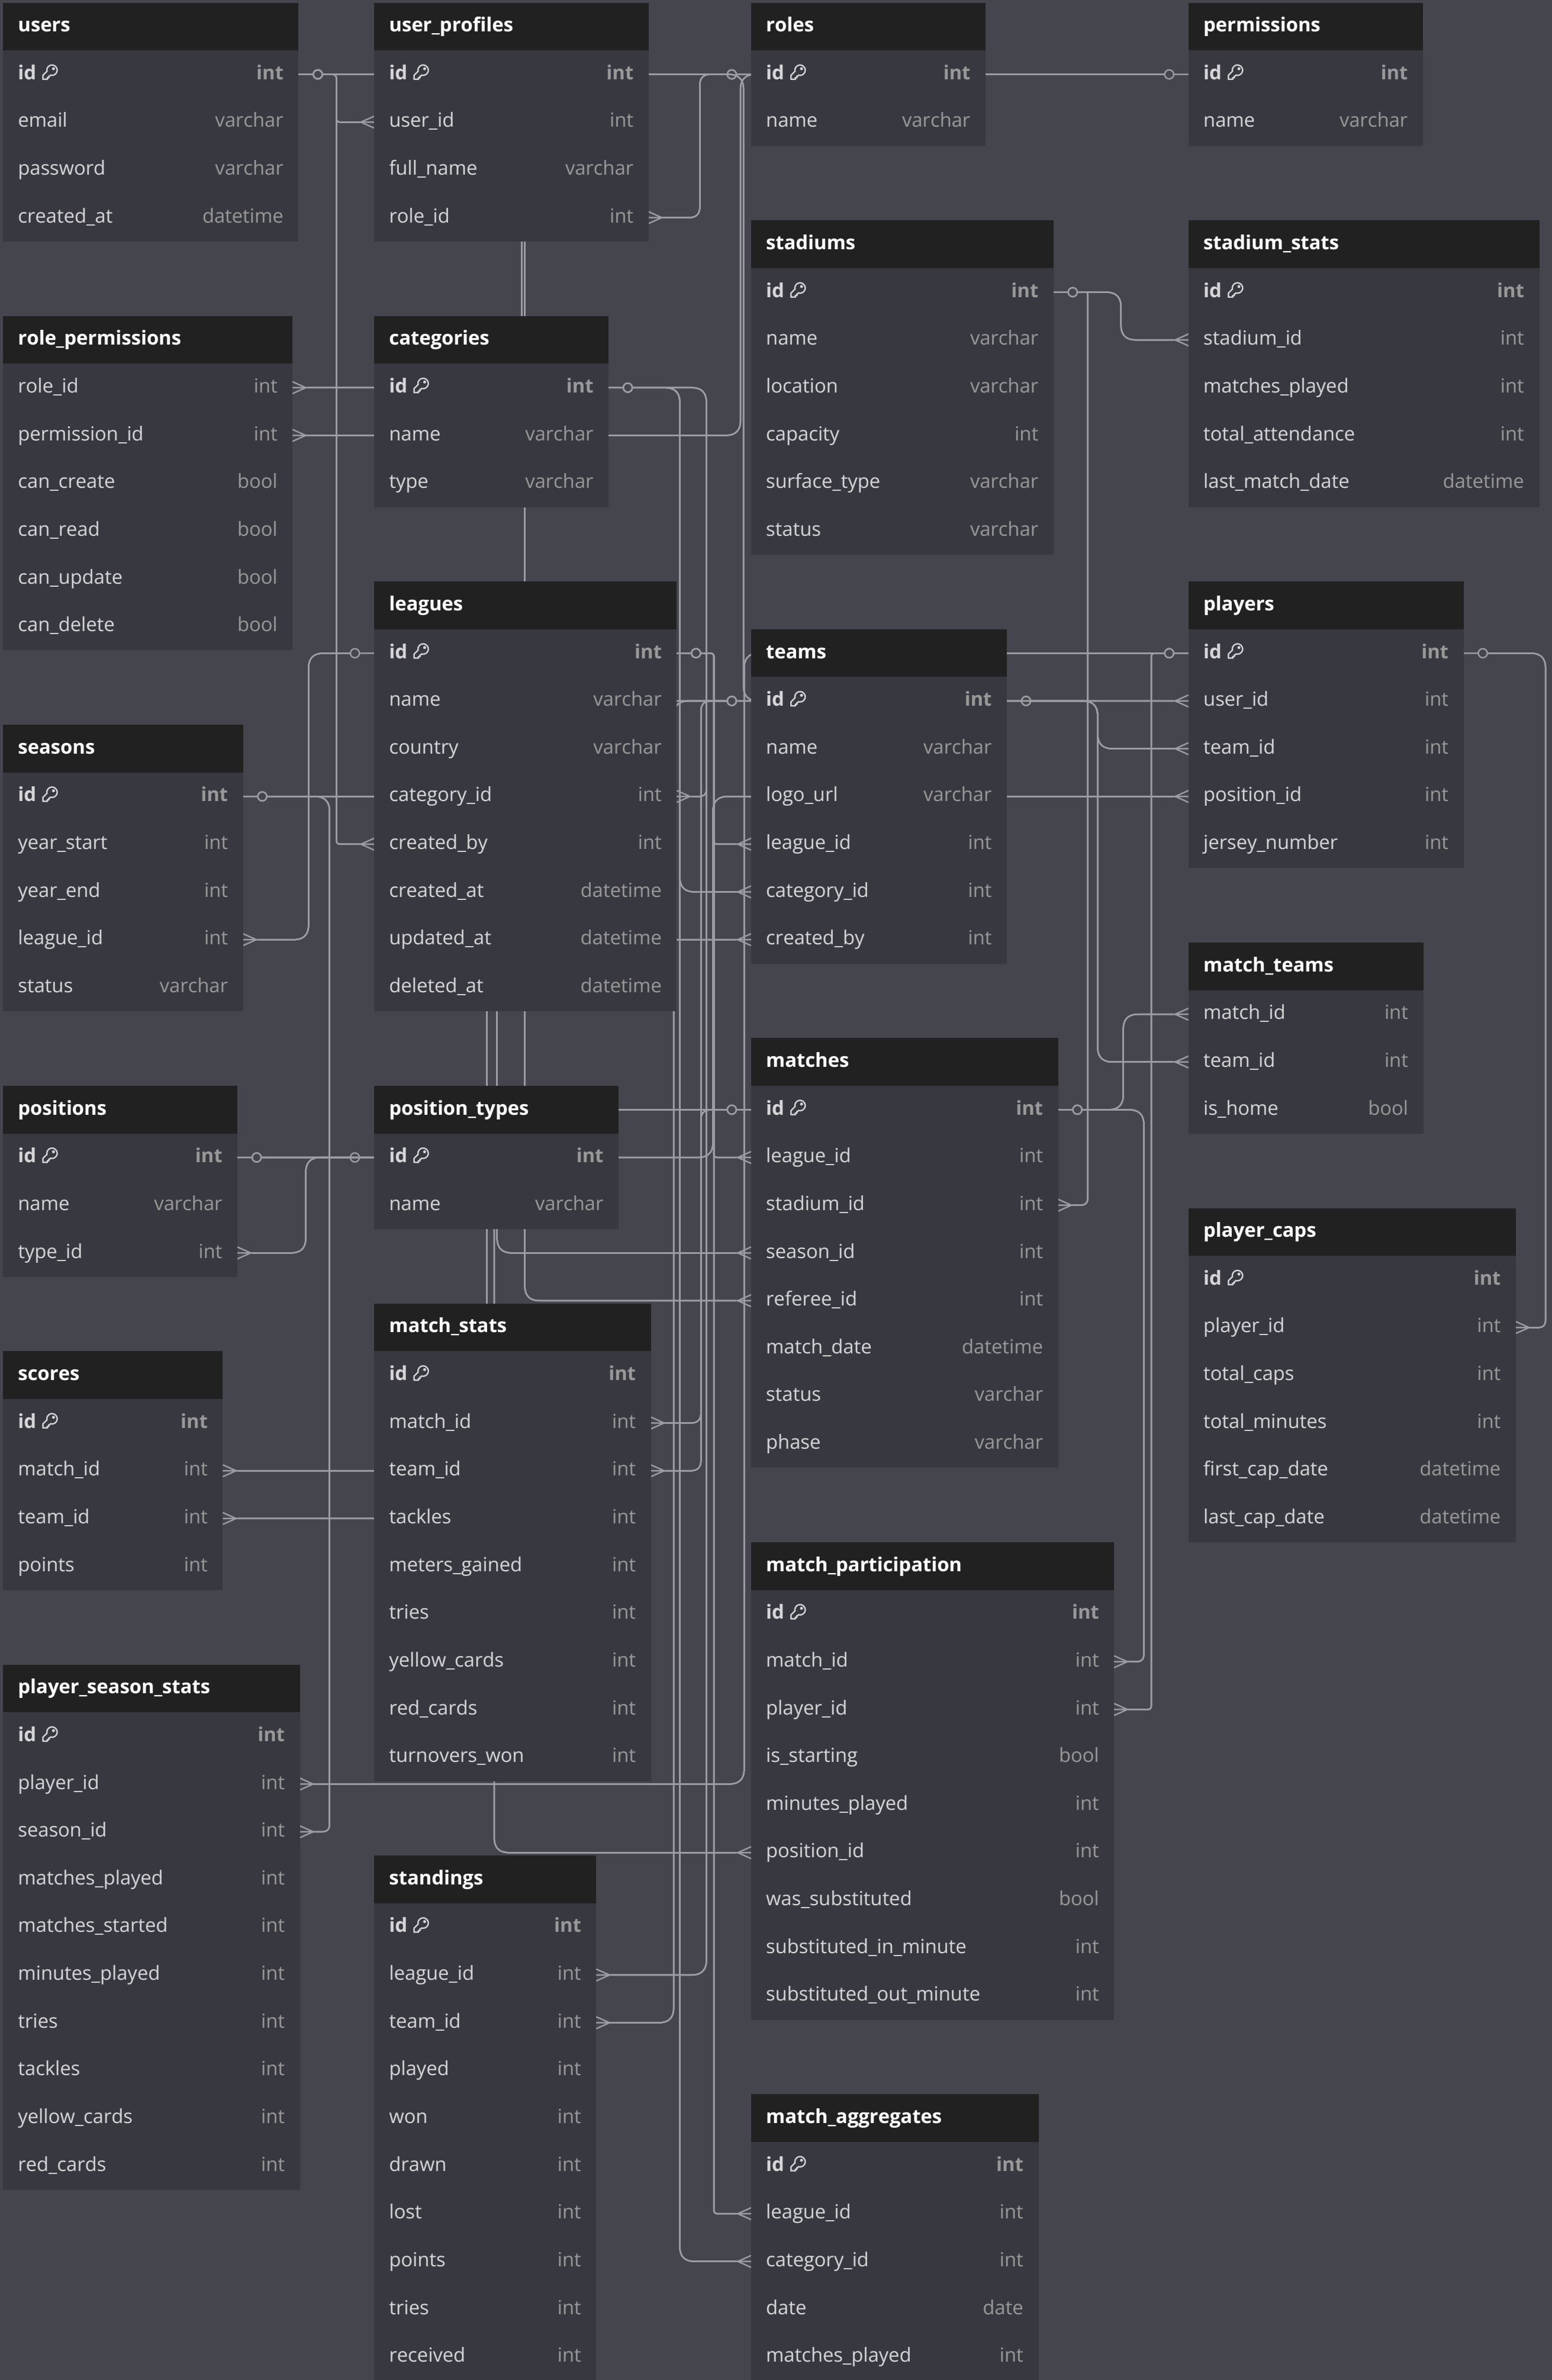 users
id int
email varchar
password varchar
created_at datetime
user_profiles
id int
user_id int
full_name varchar
role_id int
roles
id int
name varchar
permissions
id int
name varchar
role_permissions
role_id int
permission_id int
can_create bool
can_read bool
can_update bool
can_delete bool
categories
id int
name varchar
type varchar
stadiums
id int
name varchar
location varchar
capacity int
surface_type varchar
status varchar
stadium_stats
id int
stadium_id int
matches_played int
total_attendance int
last_match_date datetime
leagues
id int
name varchar
country varchar
category_id int
created_by int
created_at datetime
updated_at datetime
deleted_at datetime
teams
id int
name varchar
logo_url varchar
league_id int
category_id int
created_by int
players
id int
user_id int
team_id int
position_id int
jersey_number int
seasons
id int
year_start int
year_end int
league_id int
status varchar
match_teams
match_id int
team_id int
is_home bool
positions
id int
name varchar
type_id int
position_types
id int
name varchar
matches
id int
league_id int
stadium_id int
season_id int
referee_id int
match_date datetime
status varchar
phase varchar
player_caps
id int
player_id int
total_caps int
total_minutes int
first_cap_date datetime
last_cap_date datetime
scores
id int
match_id int
team_id int
points int
match_stats
id int
match_id int
team_id int
tackles int
meters_gained int
tries int
yellow_cards int
red_cards int
turnovers_won int
match_participation
id int
match_id int
player_id int
is_starting bool
minutes_played int
position_id int
was_substituted bool
substituted_in_minute int
substituted_out_minute int
player_season_stats
id int
player_id int
season_id int
matches_played int
matches_started int
minutes_played int
tries int
tackles int
yellow_cards int
red_cards int
standings
id int
league_id int
team_id int
played int
won int
drawn int
lost int
points int
tries int
received int
match_aggregates
id int
league_id int
category_id int
date date
matches_played int